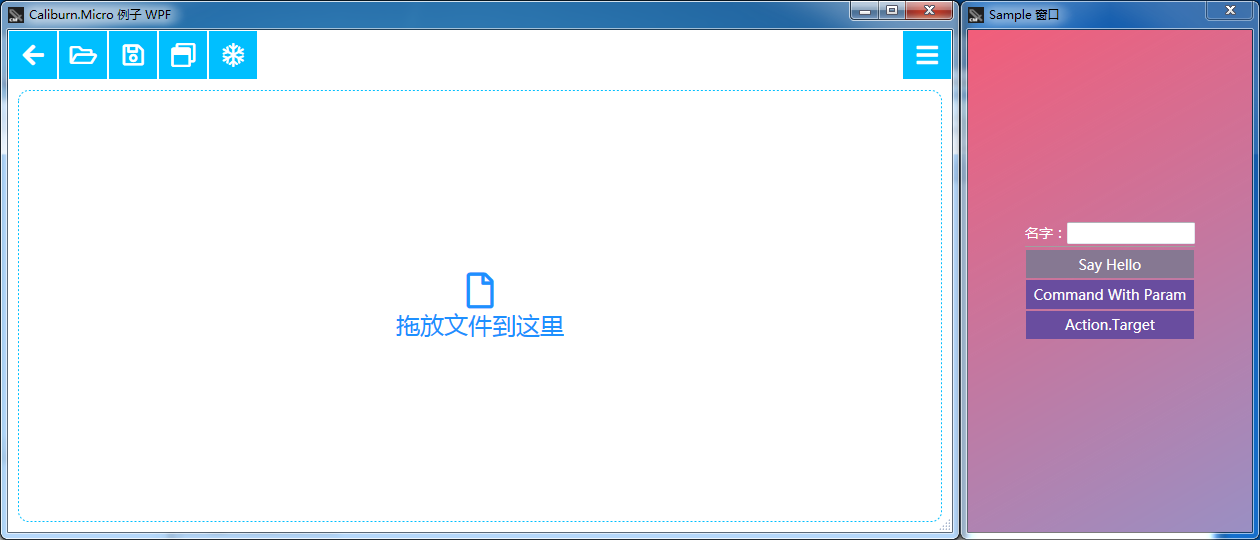 Caliburn.Micro 例子 WPF
拖放文件到这里
Sample 窗口
名字：
Say Hello
Command With Param
Action.Target